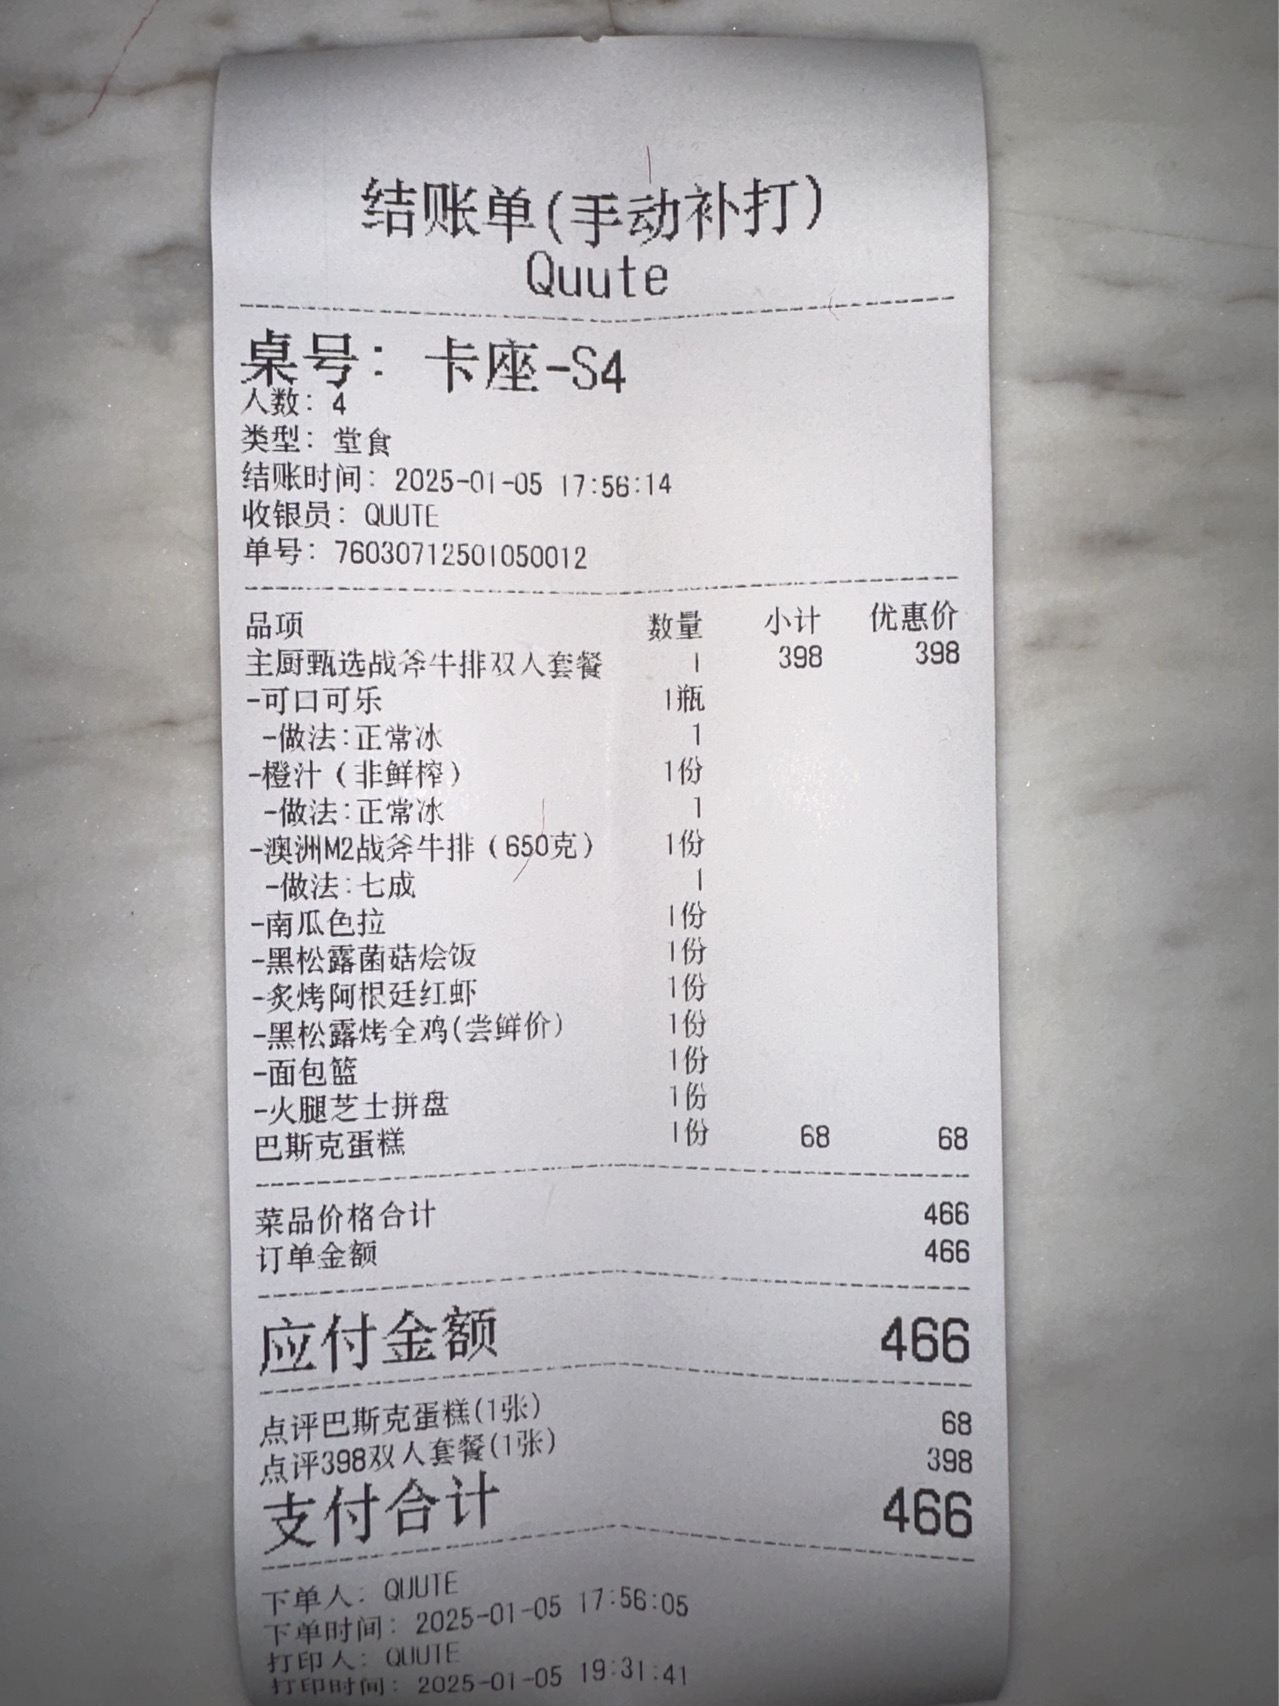 结账单(手动补打)
Quute
桌号: 卡座-S4
人数: 4
类型: 堂食
结账时间: 2025-01-05 17:56:14
收银员: QUUTE
单号: 76030712501050012
品项 数量 小计 优惠价
主厨甄选战斧牛排双人套餐 1 398 398
-可口可乐 1瓶
-做法:正常冰 1
-橙汁(非鲜榨) 1份
-做法:正常冰 1
-澳洲M2战斧牛排(650克) 1份
-做法:七成 1
-南瓜色拉 1份
-黑松露菌菇烩饭 1份
-炙烤阿根廷红虾 1份
-黑松露烤全鸡(尝鲜价) 1份
-面包篮 1份
-火腿芝士拼盘 1份
巴斯克蛋糕 1份 68 68
菜品价格合计 466
订单金额 466
应付金额 466
点评巴斯克蛋糕(1张) 68
点评398双人套餐(1张) 398
支付合计 466
下单人: QUUTE
下单时间: 2025-01-05 17:56:05
打印人: QUUTE
打印时间: 2025-01-05 19:31:41